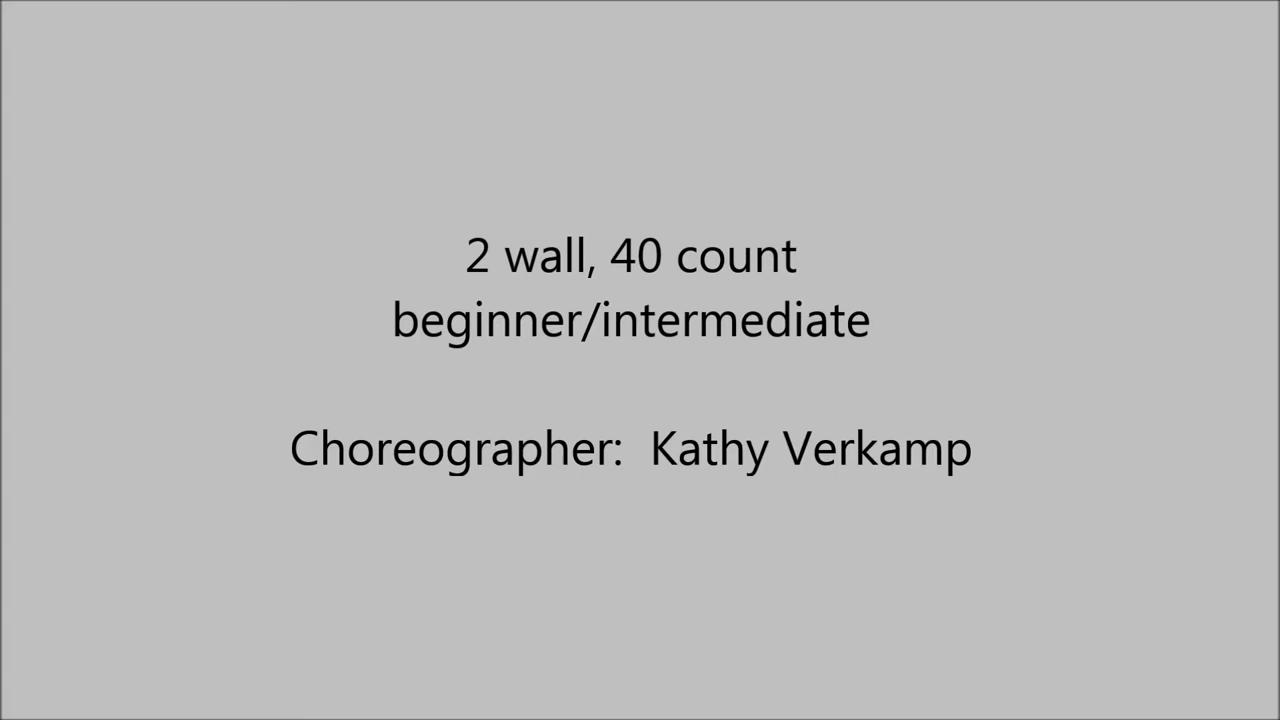 2 wall, 40 count
beginner/intermediate
Choreographer:  Kathy Verkamp